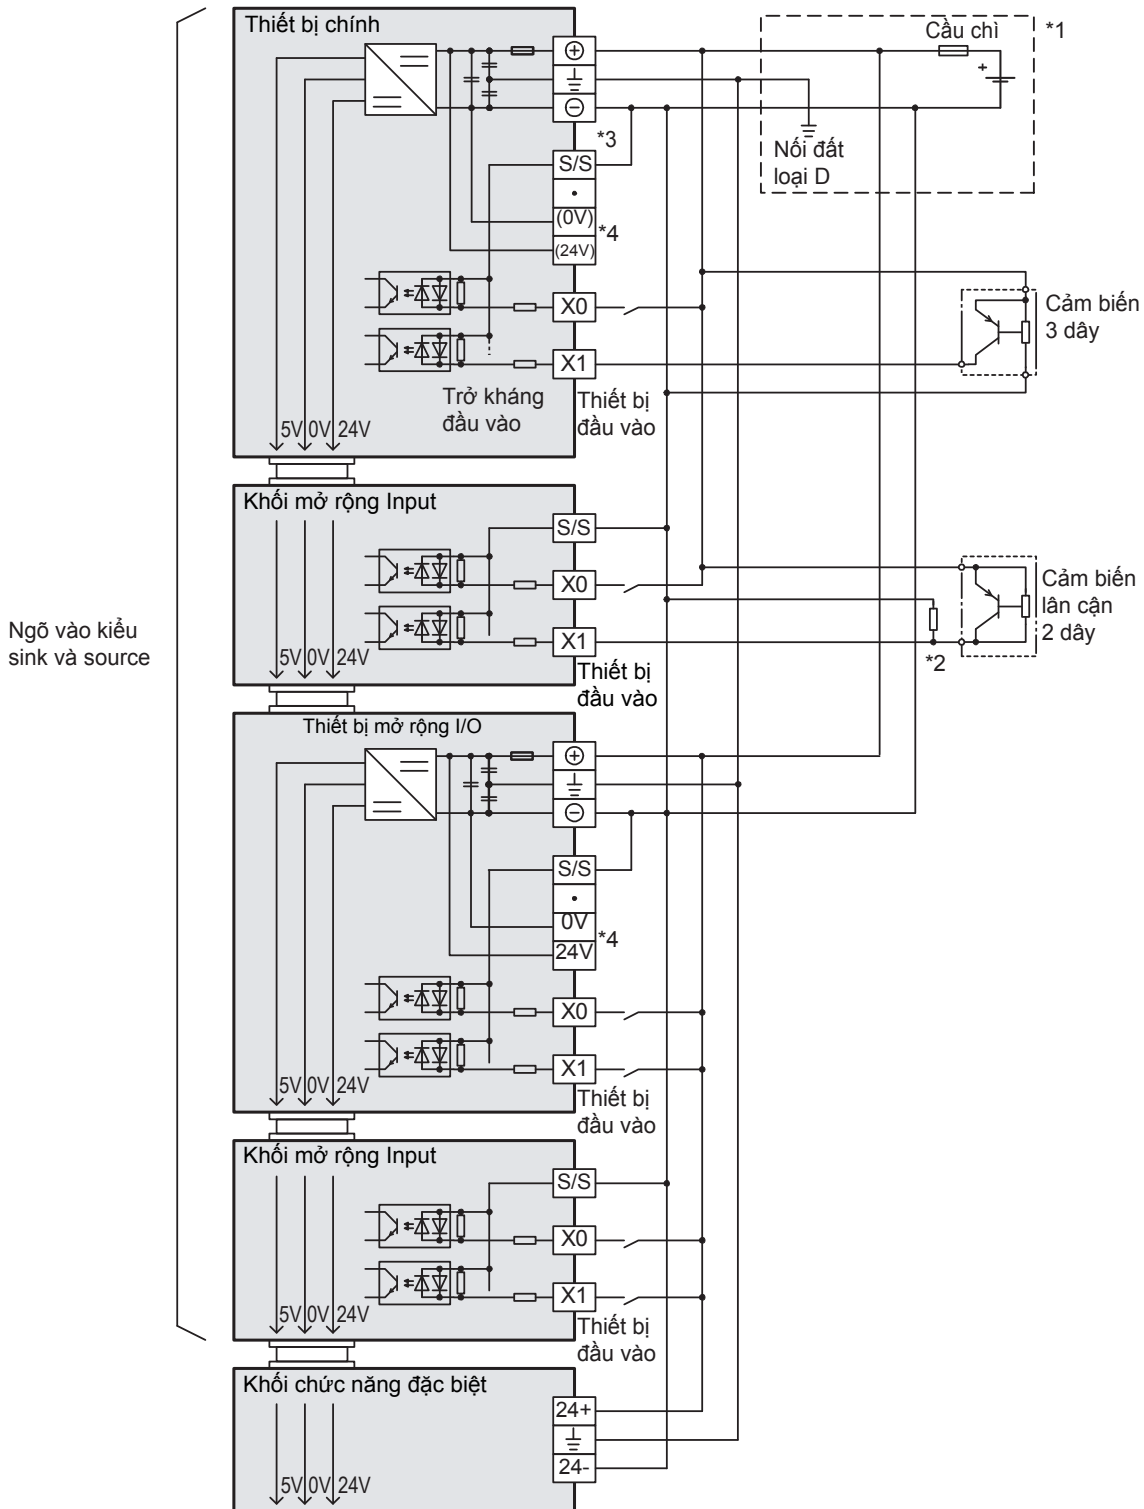 Thiết bị chính
Cầu chì
*1
+
*3
S/S
Nối đất
loại D
(0V)
*4
(24V)
X0
Cảm biến
3 dây
X1
Trở kháng
đầu vào
Thiết bị
đầu vào
5V 0V 24V
Khối mở rộng Input
S/S
X0
Cảm biến
lân cận
2 dây
Ngõ vào kiểu
sink và source
X1
*2
5V 0V 24V
Thiết bị
đầu vào
Thiết bị mở rộng I/O
S/S
0V
*4
24V
X0
X1
5V 0V 24V
Thiết bị
đầu vào
Khối mở rộng Input
S/S
X0
X1
5V 0V 24V
Thiết bị
đầu vào
Khối chức năng đặc biệt
24+
24-
5V 0V 24V